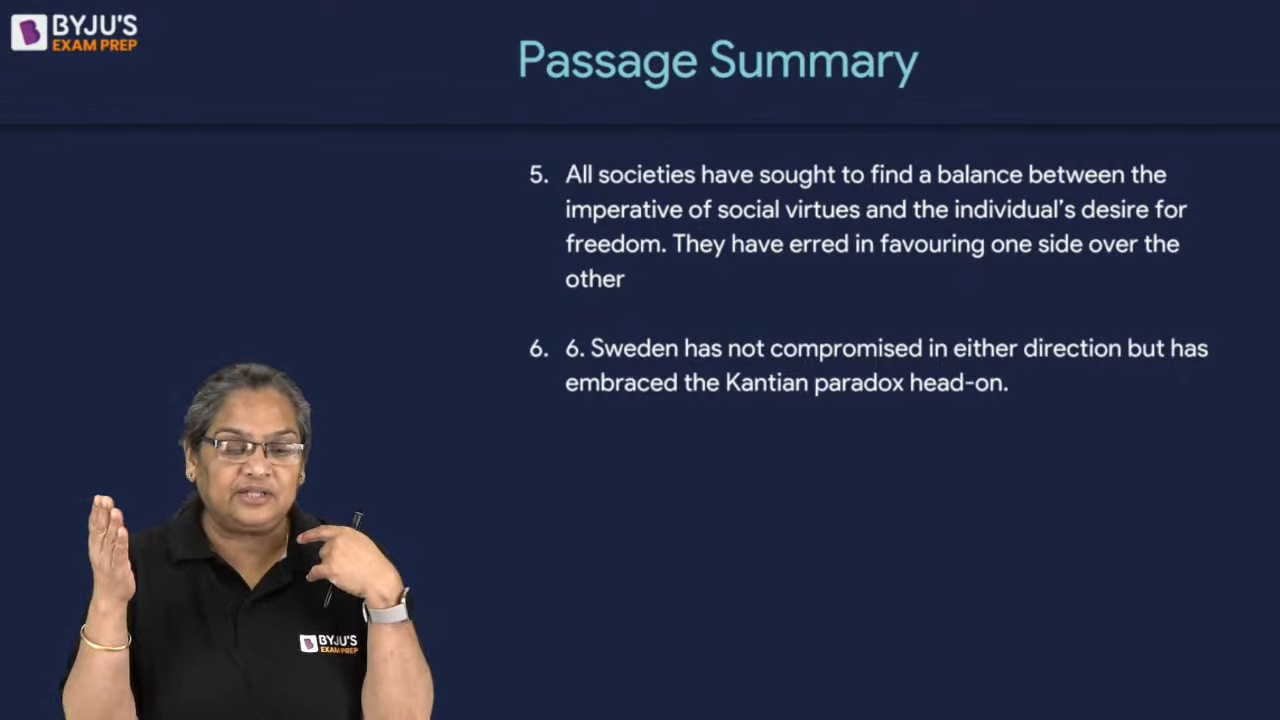 BYJU'S
EXAM PREP
Passage Summary
5. All societies have sought to find a balance between the
imperative of social virtues and the individual's desire for
freedom. They have erred in favouring one side over the
other
6. 6. Sweden has not compromised in either direction but has
embraced the Kantian paradox head-on.
BYJU'S
EXAM PREP